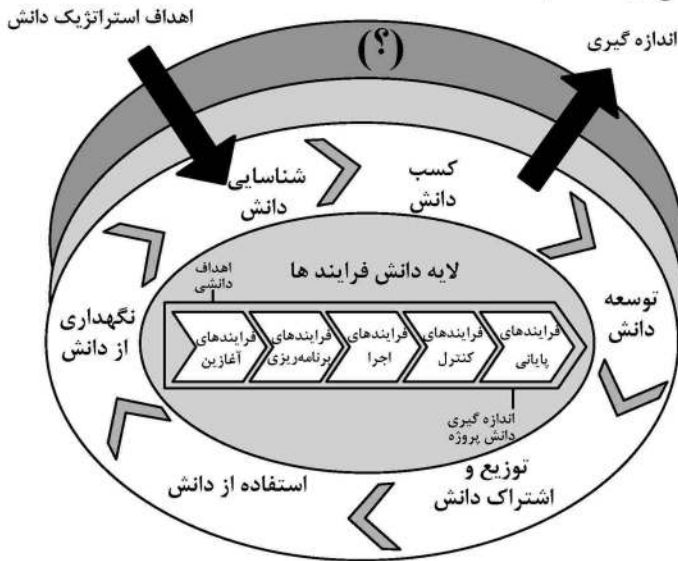 اهداف استراتژیک دانش
اندازه گیری
(؟)
شناسایی
دانش
کسب
دانش
توسعه
دانش
توزیع و
اشتراک دانش
استفاده از دانش
نگهداری
از دانش
لایه دانش فرایند ها
اهداف
دانشی
فرایندهای
آغازین
فرایندهای
برنامه‌ریزی
فرایندهای
اجرا
فرایندهای
کنترل
فرایندهای
پایانی
اندازه گیری
دانش پروژه